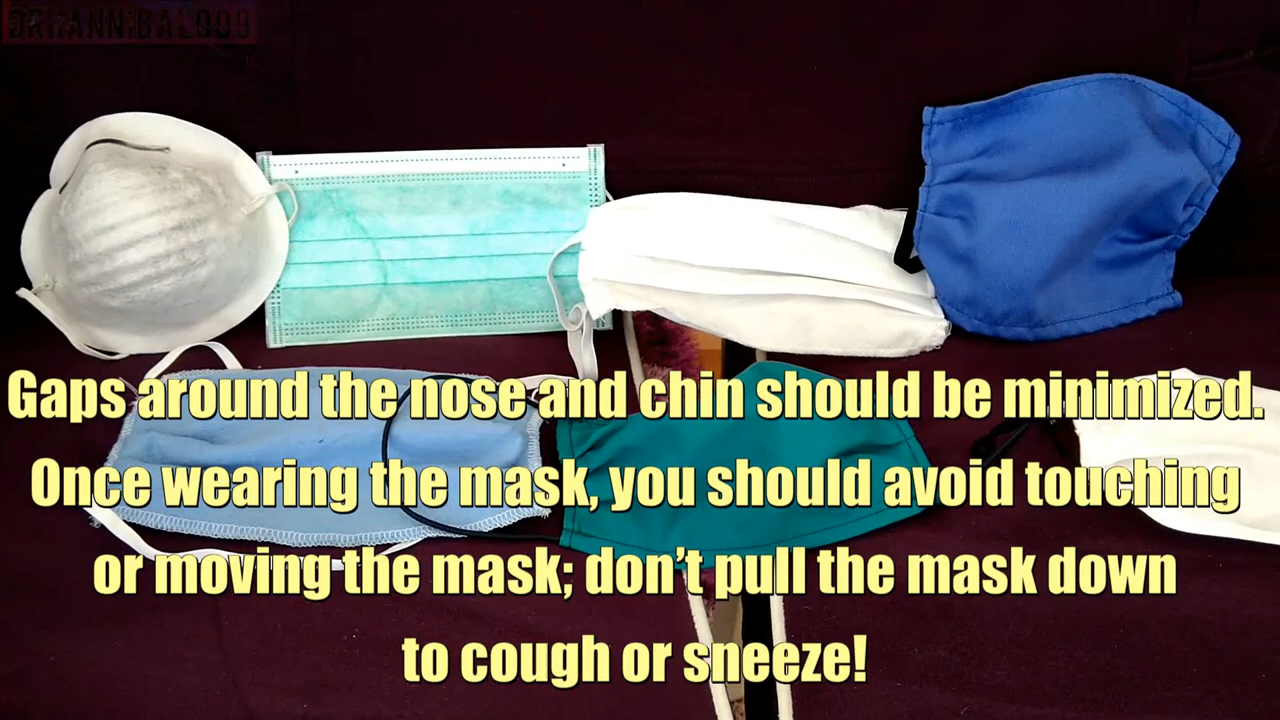 DRHANNIBAL009
Gaps around the nose and chin should be minimized.
Once wearing the mask, you should avoid touching
or moving the mask; don’t pull the mask down
to cough or sneeze!